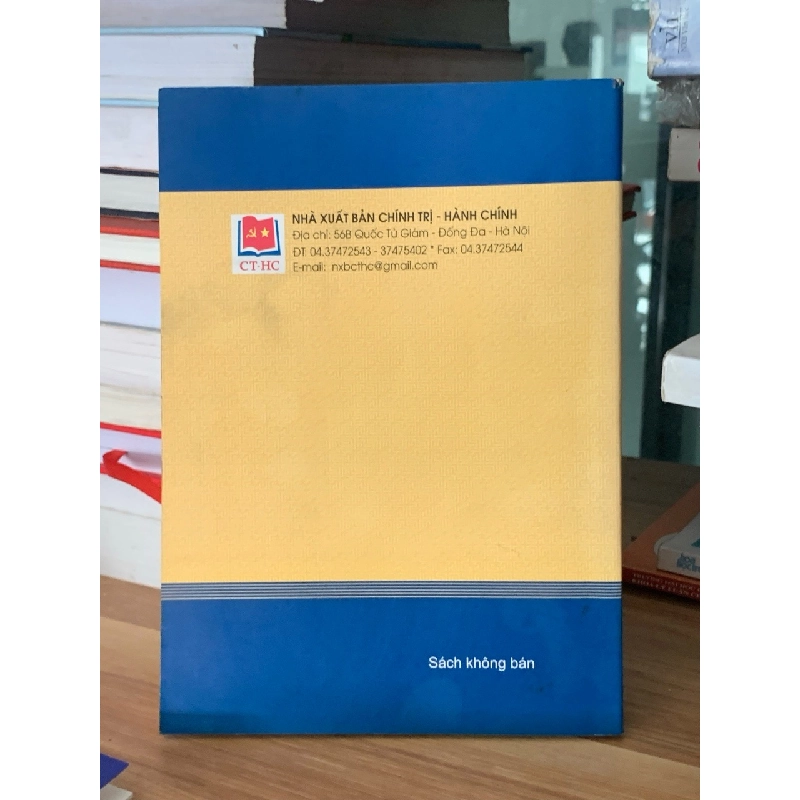 NHÀ XUẤT BẢN CHÍNH TRỊ - HÀNH CHÍNH
Địa chỉ: 56B Quốc Tử Giám - Đống Đa - Hà Nội
ĐT: 04.37472543 - 37475402 * Fax: 04.37472544
E-mail: nxbcthc@gmail.com
CT-HC
Sách không bán